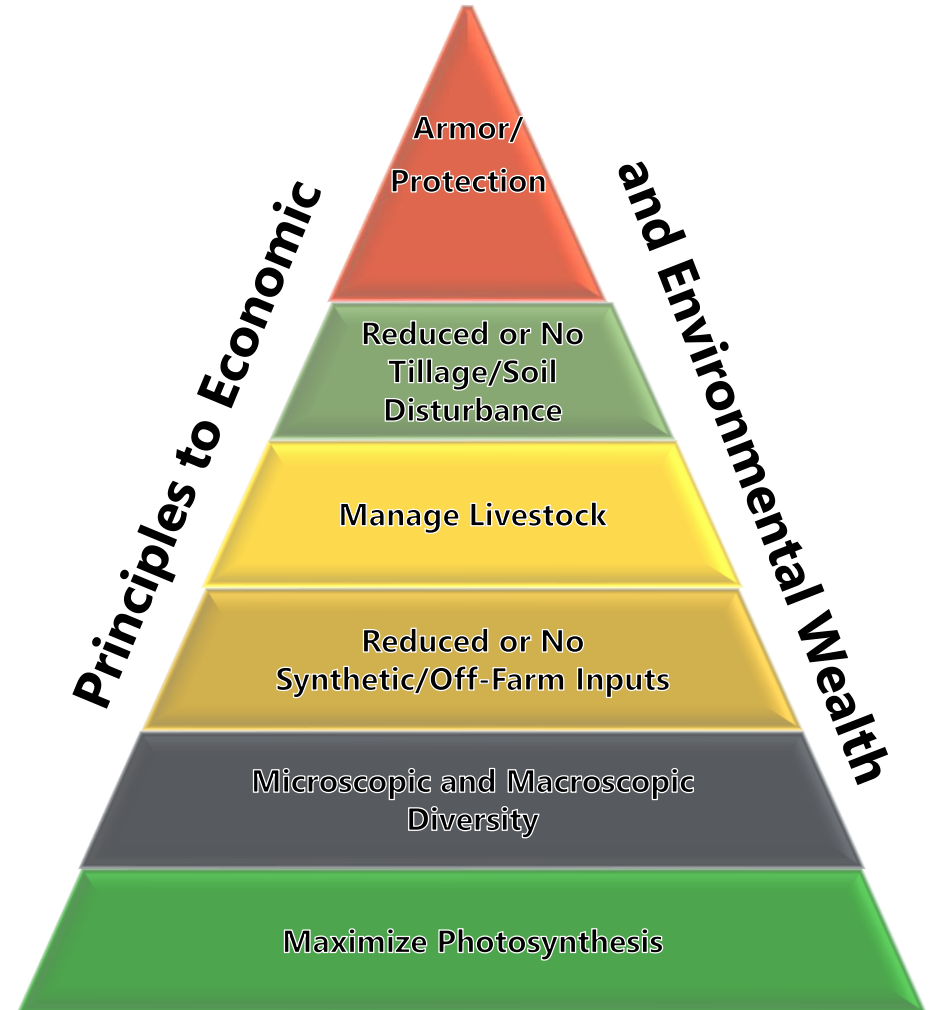 Principles to Economic
and Environmental Wealth
Armor/
Protection
Reduced or No
Tillage/Soil
Disturbance
Manage Livestock
Reduced or No
Synthetic/Off-Farm Inputs
Microscopic and Macroscopic
Diversity
Maximize Photosynthesis